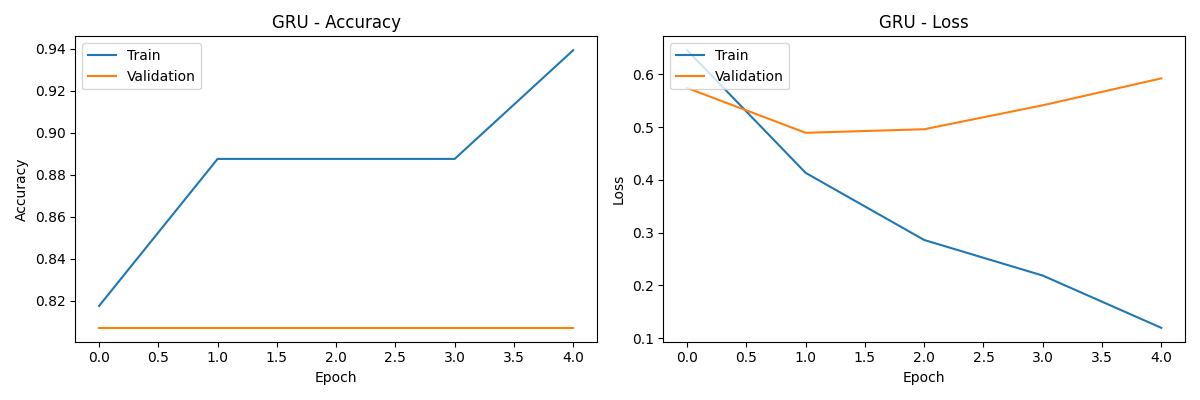 GRU - Accuracy
Train
Validation
Accuracy
0.94
0.92
0.90
0.88
0.86
0.84
0.82
0.0 0.5 1.0 1.5 2.0 2.5 3.0 3.5 4.0
Epoch
GRU - Loss
Train
Validation
Loss
0.6
0.5
0.4
0.3
0.2
0.1
0.0 0.5 1.0 1.5 2.0 2.5 3.0 3.5 4.0
Epoch